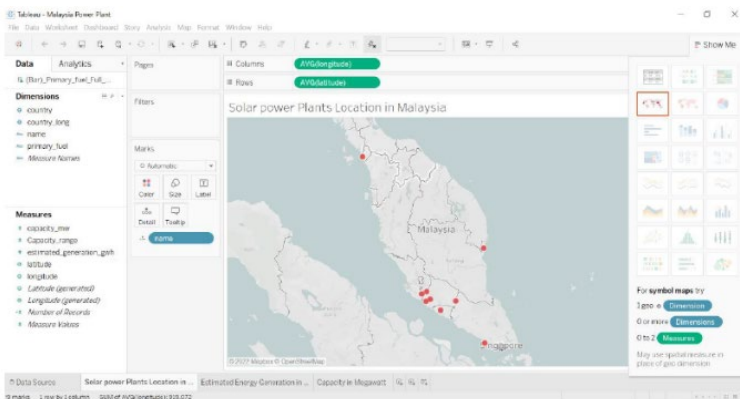 Tableau - Malaysia Power Plant
File Data Worksheet Dashboard Story Analysis Map Format Window Help
Show Me
Data Analytics
Pages
Columns AVG(longitude)
Rows AVG(latitude)
Filters
Solar power Plants Location in Malaysia
Dimensions
country
country_long
name
primary_fuel
Measure Names
Marks
Automatic
Color Size Label
Detail Tooltip
name
Measures
capacity_mw
Capacity_range
estimated_generation_gwh
latitude
longitude
Latitude (generated)
Longitude (generated)
Number of Records
Measure Values
Malaysia
Singapore
© 2022 Mapbox © OpenStreetMap
For symbol maps try
1 geo Dimension
0 or more Dimensions
0 to 2 Measures
May use spatial measure in
place of geo dimension
Data Source Solar power Plants Location in ... Estimated Energy Generation in ... Capacity in Megawatt
1 row by 1 column